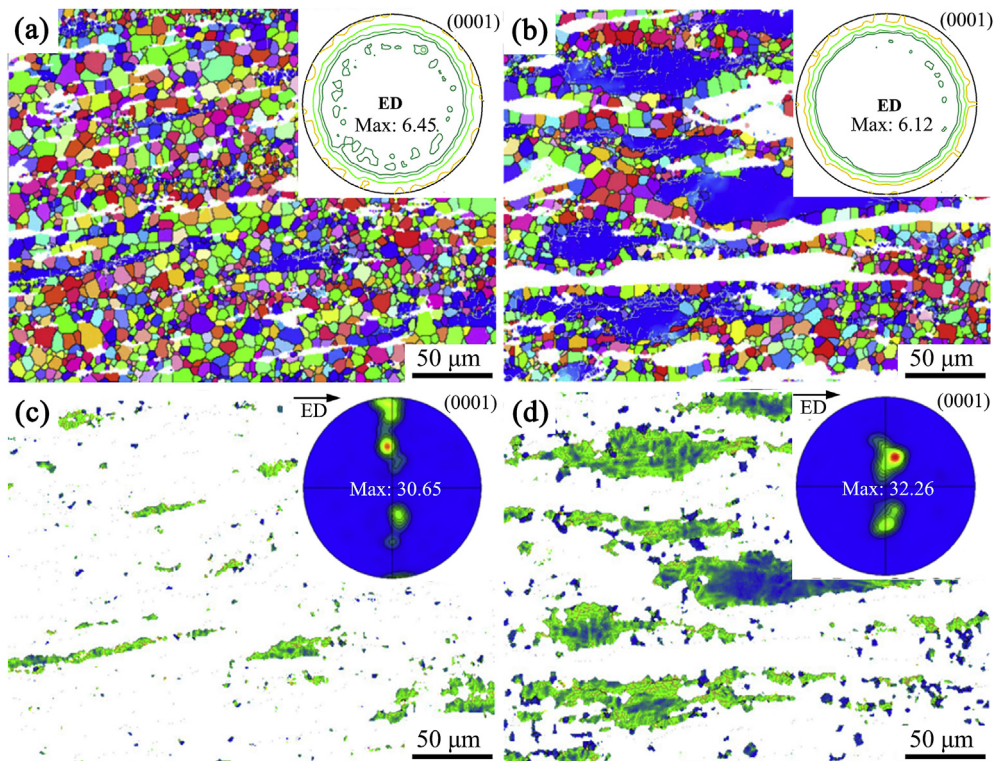 (a)
(0001)
ED
Max: 6.45
50 μm
(b)
(0001)
ED
Max: 6.12
50 μm
(c)
ED
(0001)
Max: 30.65
50 μm
(d)
ED
(0001)
Max: 32.26
50 μm